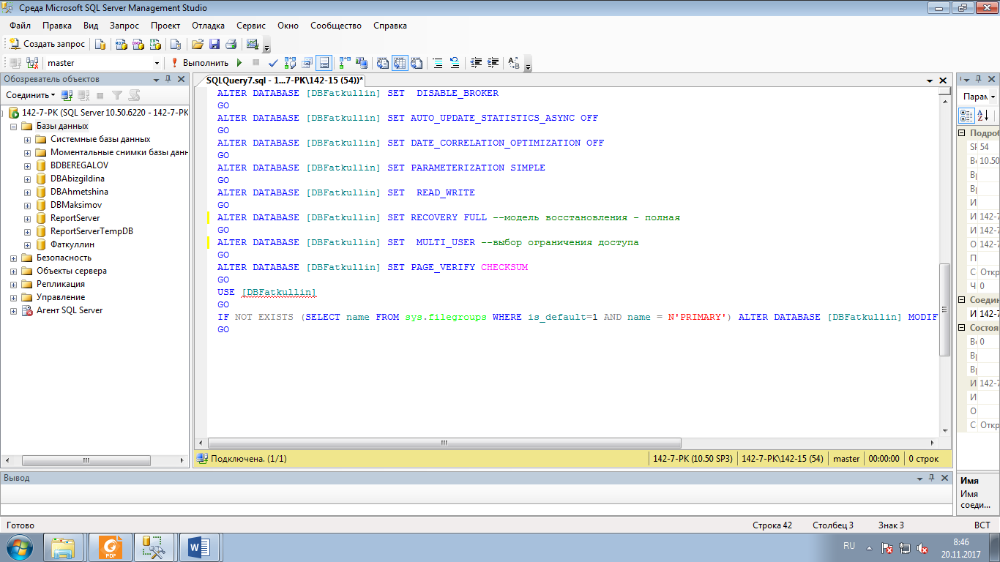 Среда Microsoft SQL Server Management Studio
Файл Правка Вид Запрос Проект Отладка Сервис Окно Сообщество Справка
Создать запрос
master Выполнить
Обозреватель объектов
Соединить
142-7-PK (SQL Server 10.50.6220 - 142-7-PK
Базы данных
Системные базы данных
Моментальные снимки базы данн
BDBEREGALOV
DBAbizgildina
DBAhmetshina
DBMaksimov
ReportServer
ReportServerTempDB
Фаткуллин
Безопасность
Объекты сервера
Репликация
Управление
Агент SQL Server
SQLQuery7.sql - 1...7-PK\142-15 (54))*
ALTER DATABASE [DBFatkullin] SET  DISABLE_BROKER
GO
ALTER DATABASE [DBFatkullin] SET AUTO_UPDATE_STATISTICS_ASYNC OFF
GO
ALTER DATABASE [DBFatkullin] SET DATE_CORRELATION_OPTIMIZATION OFF
GO
ALTER DATABASE [DBFatkullin] SET PARAMETERIZATION SIMPLE
GO
ALTER DATABASE [DBFatkullin] SET  READ_WRITE
GO
ALTER DATABASE [DBFatkullin] SET RECOVERY FULL --модель восстановления - полная
GO
ALTER DATABASE [DBFatkullin] SET  MULTI_USER --выбор ограничения доступа
GO
ALTER DATABASE [DBFatkullin] SET PAGE_VERIFY CHECKSUM
GO
USE [DBFatkullin]
GO
IF NOT EXISTS (SELECT name FROM sys.filegroups WHERE is_default=1 AND name = N'PRIMARY') ALTER DATABASE [DBFatkullin] MODIF
GO
Подключена. (1/1) 142-7-PK (10.50 SP3) 142-7-PK\142-15 (54) master 00:00:00 0 строк
Парам
Подроб
SF 54
Ве 10.50
Вр
Вр
И
И 142-7
И 142-7
О 142-7
П
С Откр
Ч 0
Соедин
И 142-7
Состоя
Ве 0
Вр
Вр
И 142-7
И
О
С Откр
Имя
Имя
соеди...
Вывод
Готово Строка 42 Столбец 3 Знак 3 ВСТ
PDF
W
RU
8:46
20.11.2017